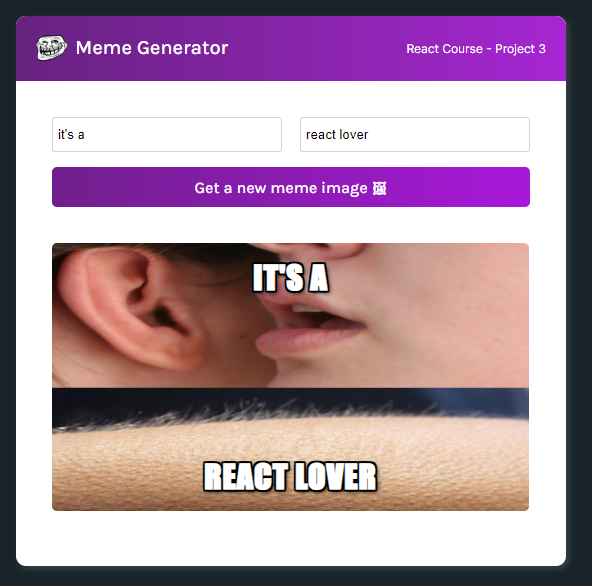 Meme Generator
React Course - Project 3
it's a
react lover
Get a new meme image 🖼
IT'S A
REACT LOVER